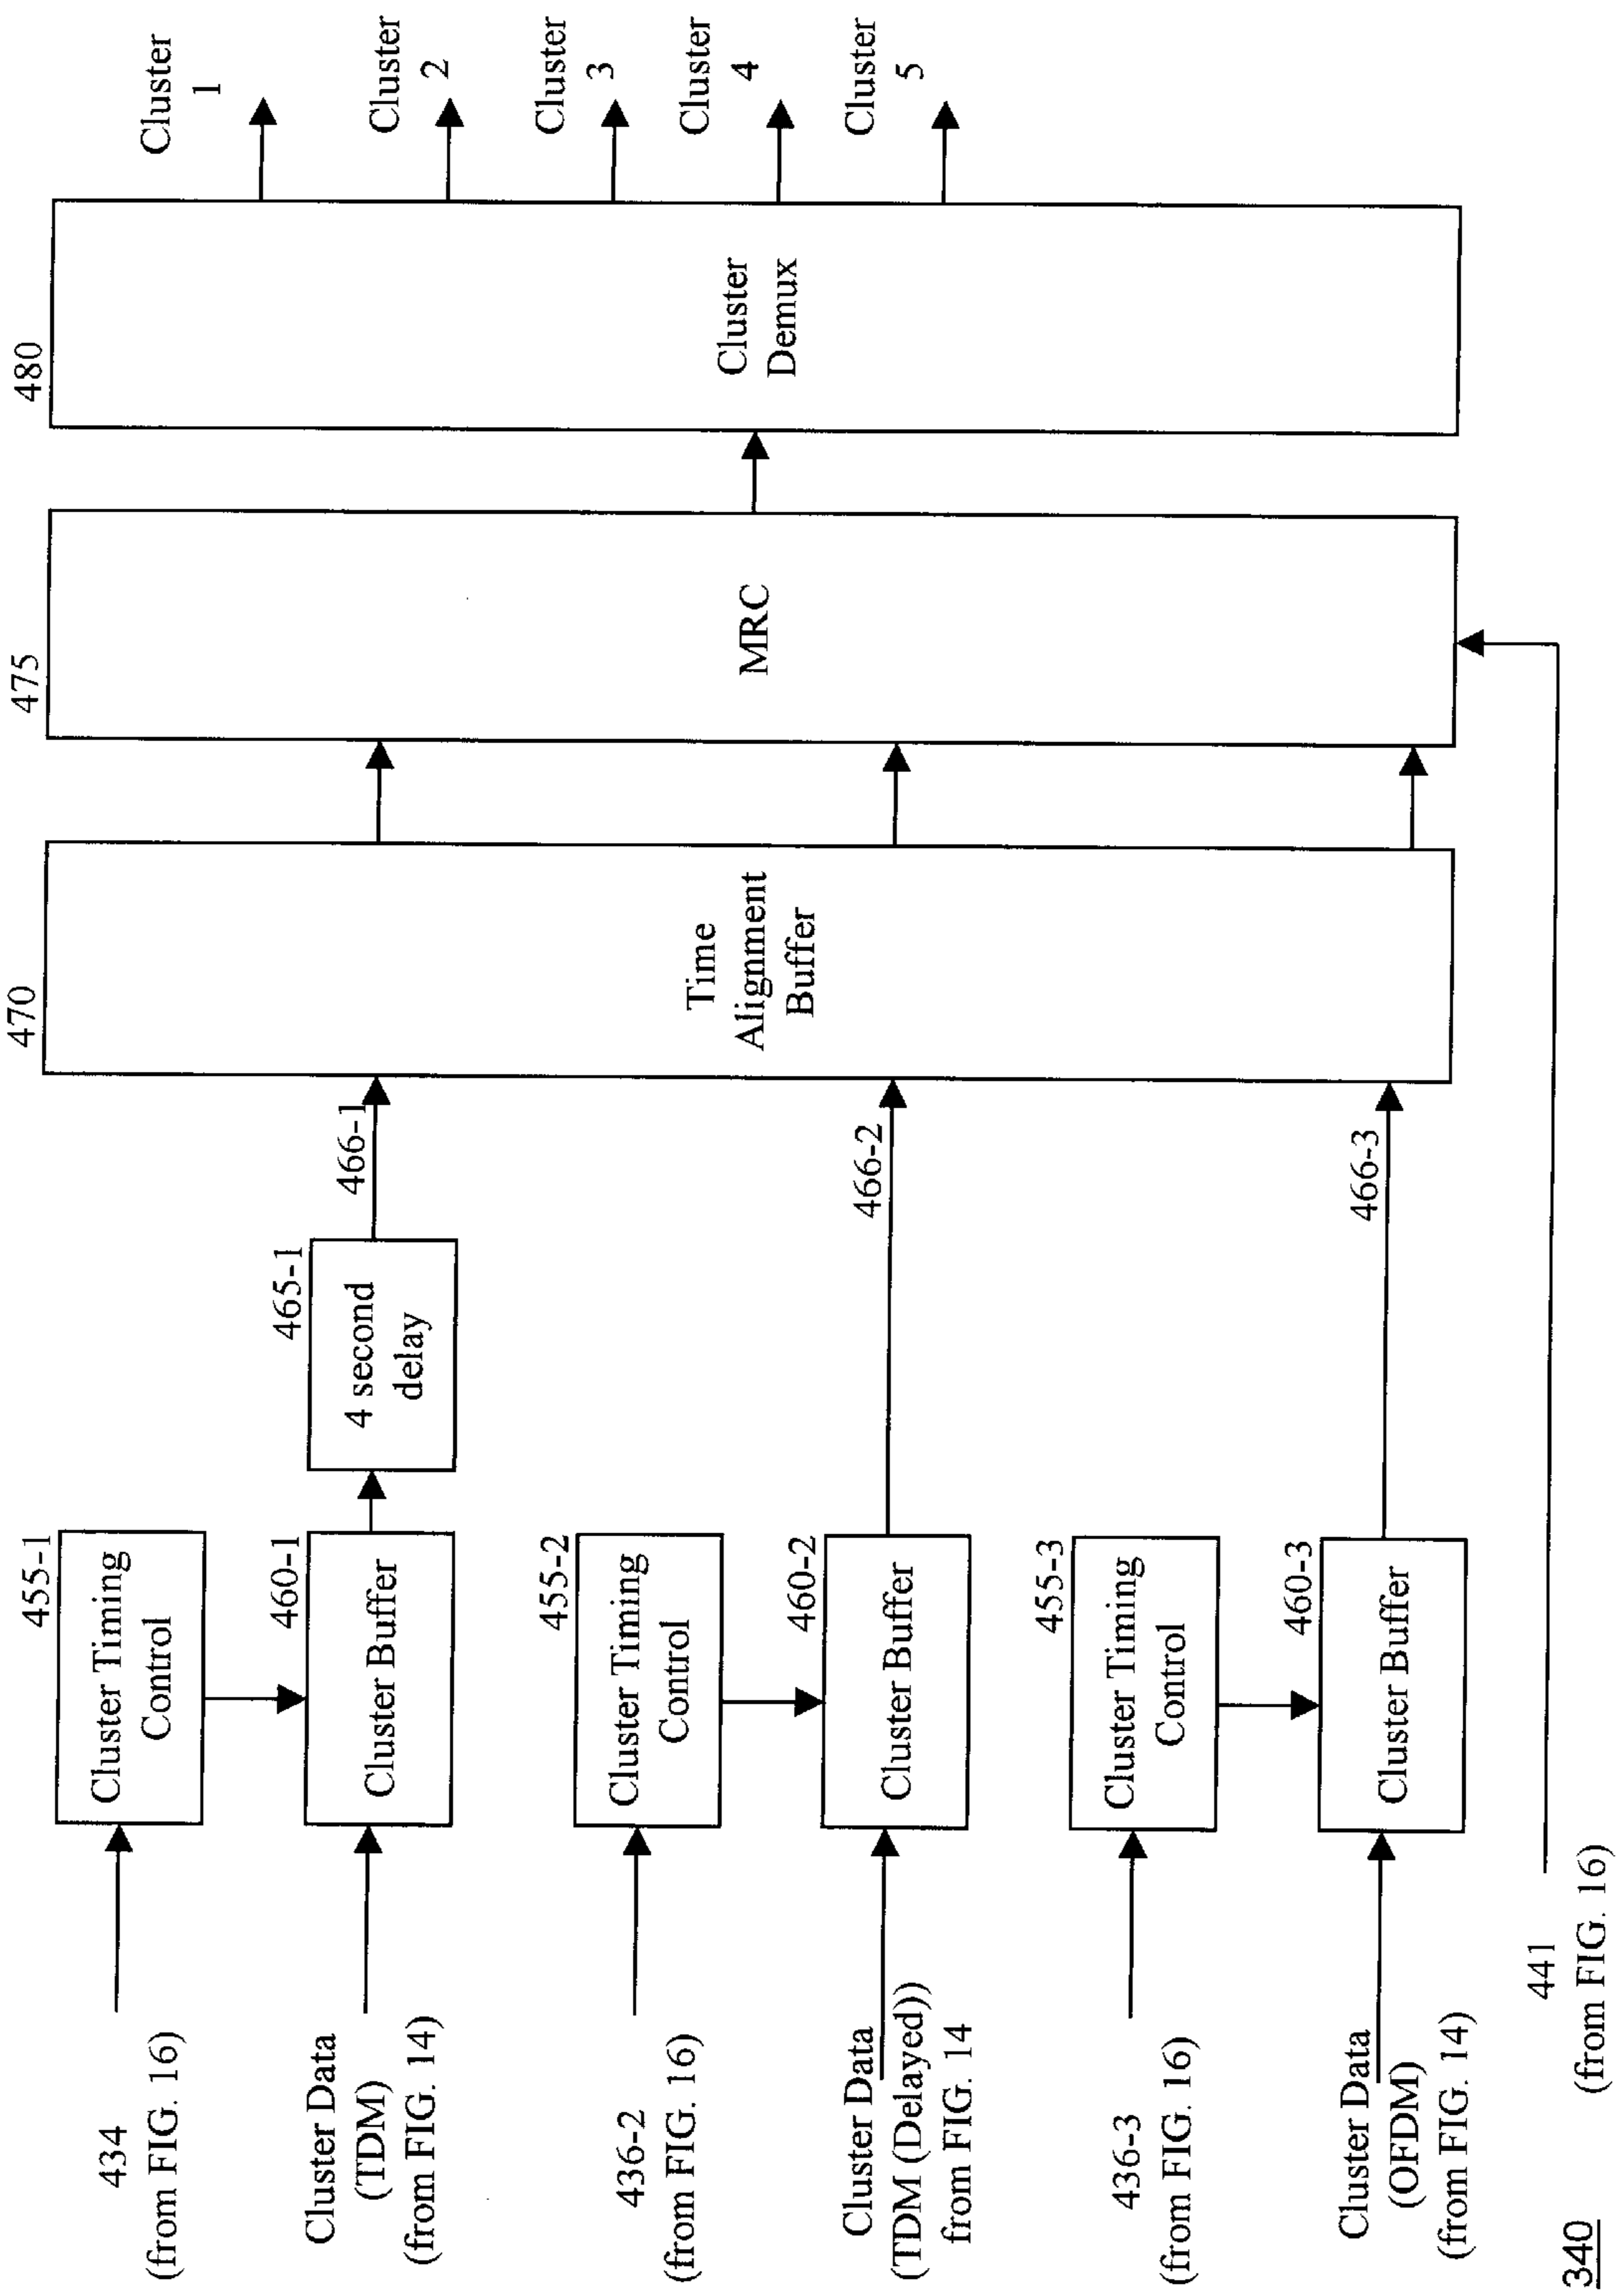 434
(from FIG. 16)
455-1
Cluster Timing
Control
Cluster Data
(TDM)
(from FIG. 14)
460-1
Cluster Buffer
465-1
4 second
delay
466-1
436-2
(from FIG. 16)
455-2
Cluster Timing
Control
Cluster Data
(TDM (Delayed))
from FIG. 14
460-2
Cluster Buffer
466-2
436-3
(from FIG. 16)
455-3
Cluster Timing
Control
Cluster Data
(OFDM)
(from FIG. 14)
460-3
Cluster Buffer
466-3
470
Time
Alignment
Buffer
475
MRC
480
Cluster
Demux
Cluster
1
Cluster
2
Cluster
3
Cluster
4
Cluster
5
441
(from FIG. 16)
340